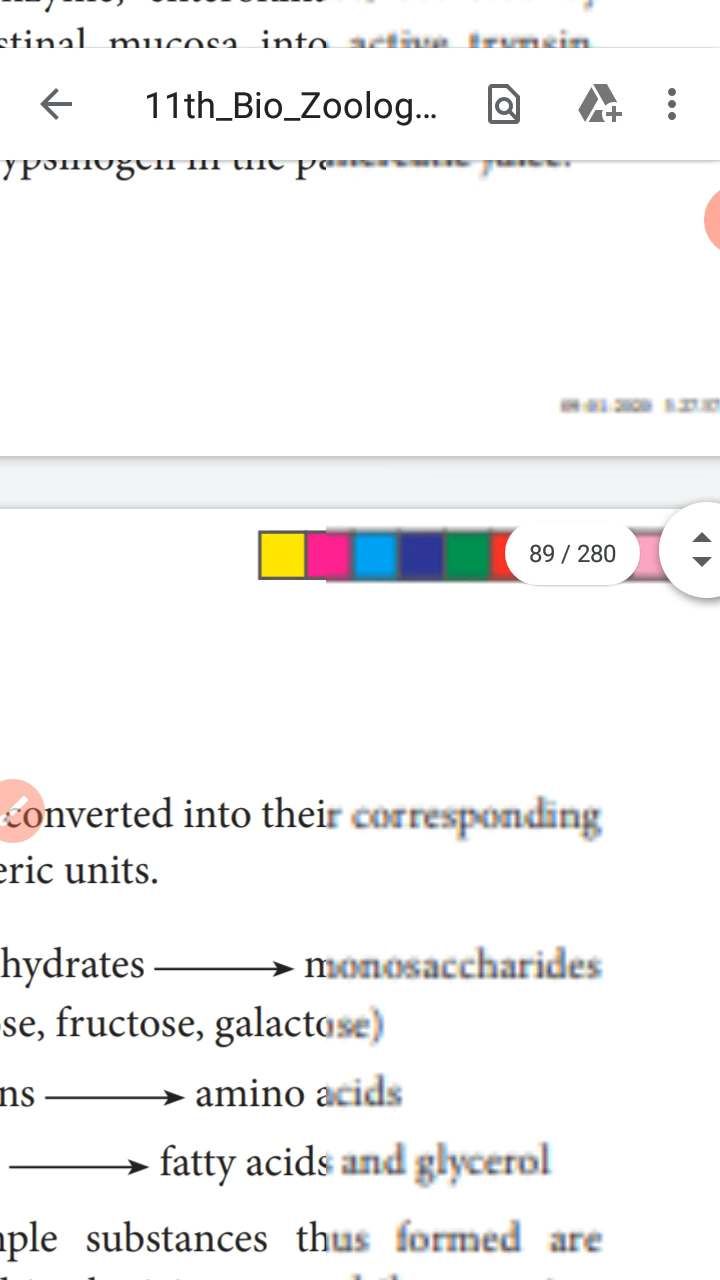 stinal mucosa into active trypsin
11th_Bio_Zoolog...
ypsinogen in the pancreatic juice.
89 / 280
converted into their corresponding
eric units.
hydrates → monosaccharides
se, fructose, galactose)
ns → amino acids
→ fatty acids and glycerol
nple substances thus formed are